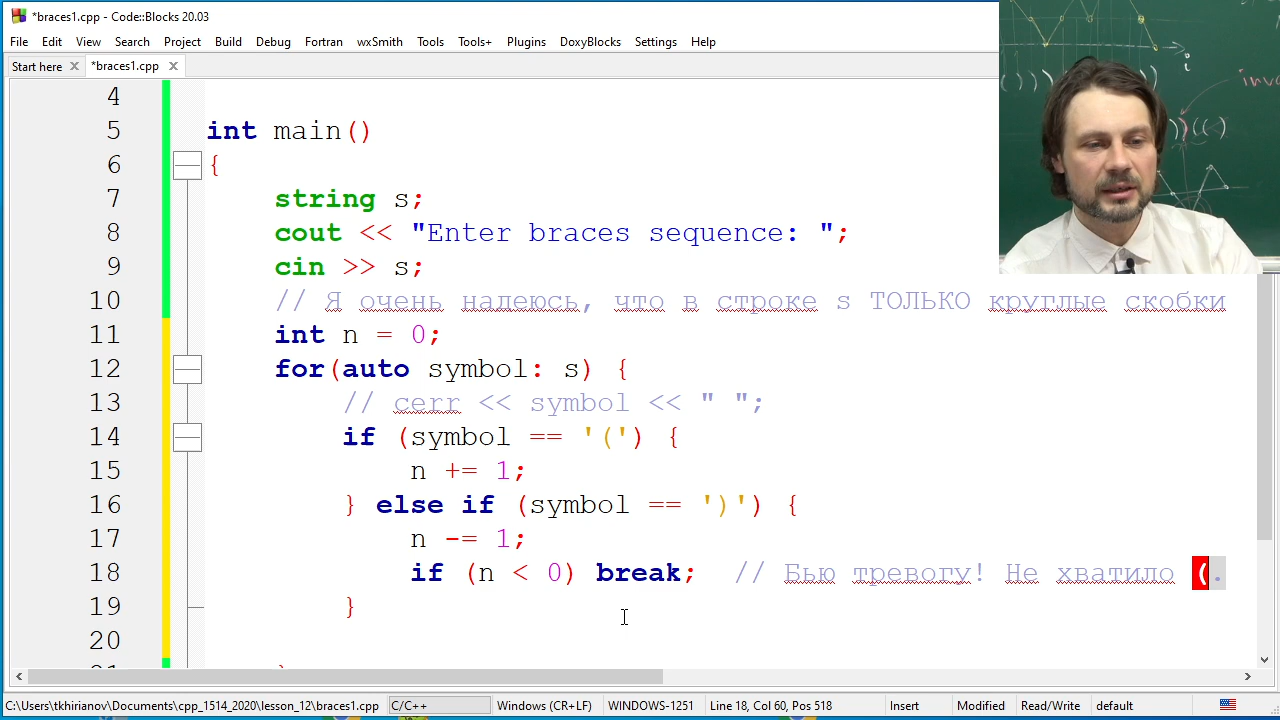 *braces1.cpp - Code::Blocks 20.03
File Edit View Search Project Build Debug Fortran wxSmith Tools Tools+ Plugins DoxyBlocks Settings Help
Start here *braces1.cpp
4
5 int main()
6 {
7 string s;
8 cout << "Enter braces sequence: ";
9 cin >> s;
10 // Я очень надеюсь, что в строке s ТОЛЬКО круглые скобки
11 int n = 0;
12 for(auto symbol: s) {
13 // cerr << symbol << " ";
14 if (symbol == '(') {
15 n += 1;
16 } else if (symbol == ')') {
17 n -= 1;
18 if (n < 0) break; // Бью тревогу! Не хватило (.
19 }
20
C:\Users\tkhirianov\Documents\cpp_1514_2020\lesson_12\braces1.cpp C/C++ Windows (CR+LF) WINDOWS-1251 Line 18, Col 60, Pos 518 Insert Modified Read/Write default